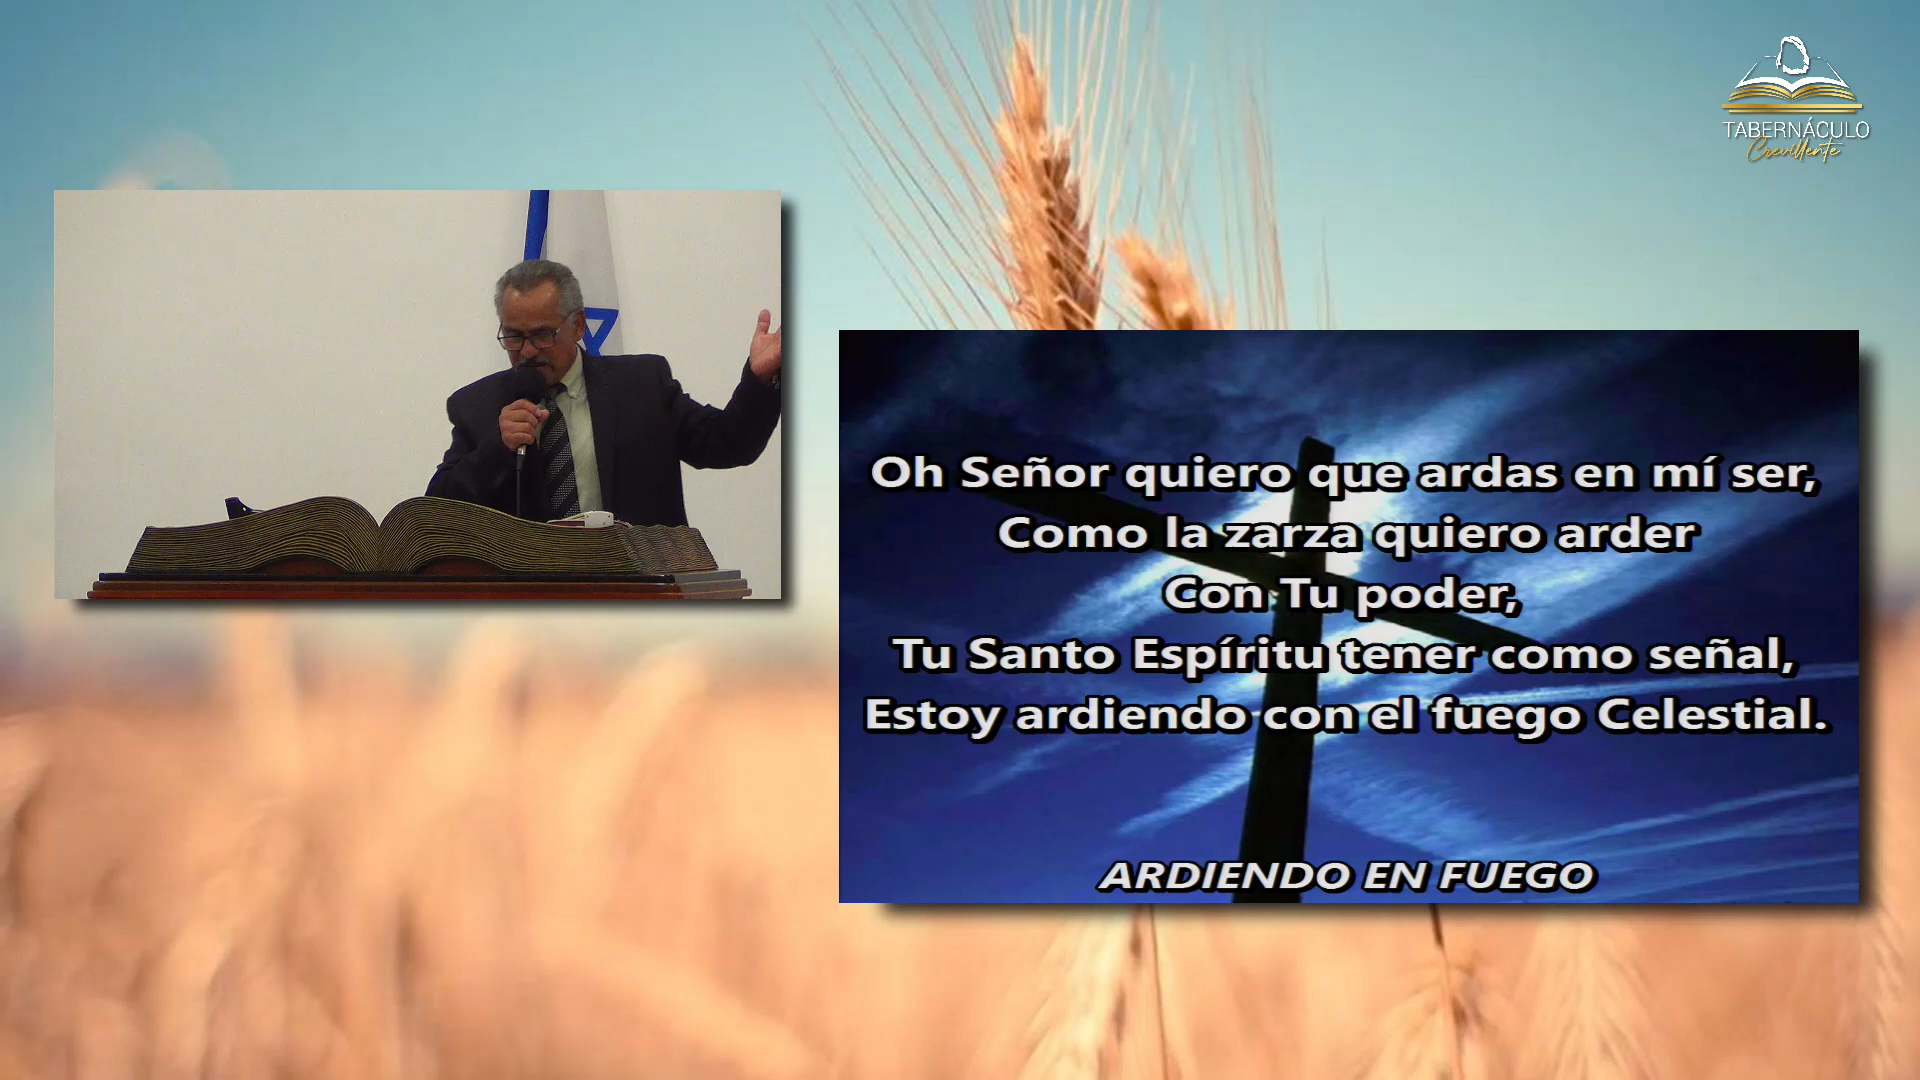 TABERNÁCULO
Crevillente
Oh Señor quiero que ardas en mí ser,
Como la zarza quiero arder
Con Tu poder,
Tu Santo Espíritu tener como señal,
Estoy ardiendo con el fuego Celestial.
ARDIENDO EN FUEGO